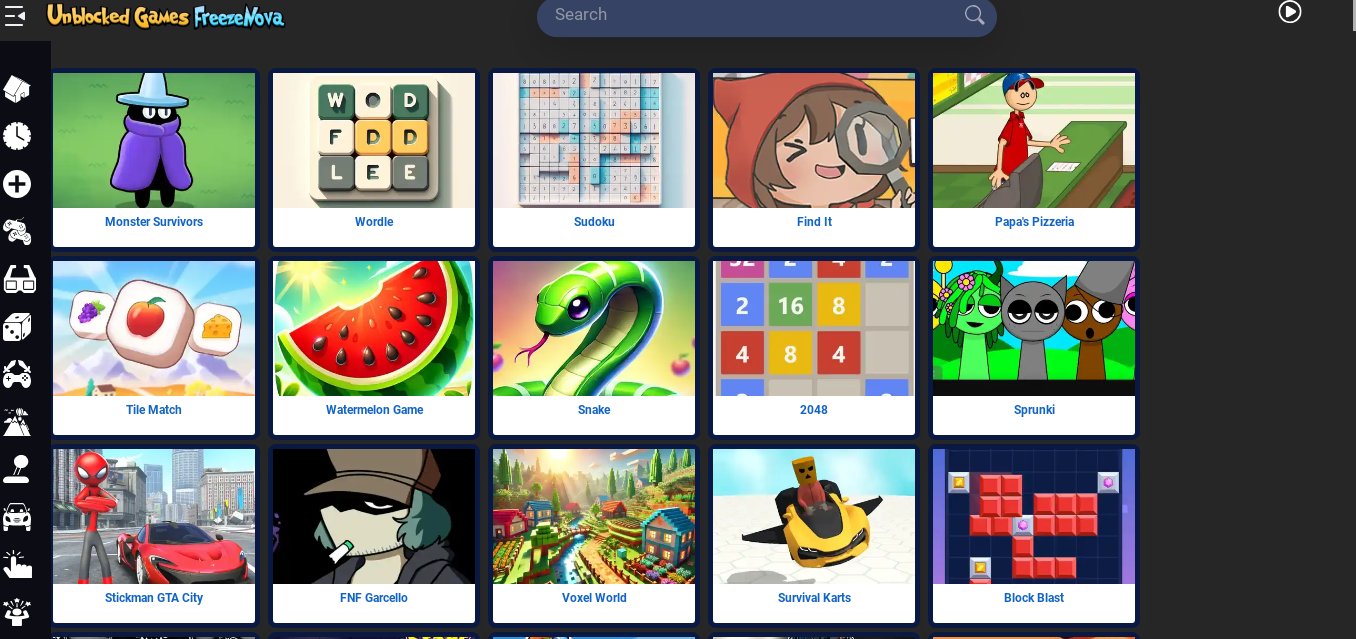 Unblocked Games FreezeNova
Search
W O D
F D D
L E E
Monster Survivors
Wordle
Sudoku
Find It
Papa's Pizzeria
32 2 4 2
2 16 8
4 8 4
Tile Match
Watermelon Game
Snake
2048
Sprunki
Stickman GTA City
FNF Garcello
Voxel World
Survival Karts
Block Blast